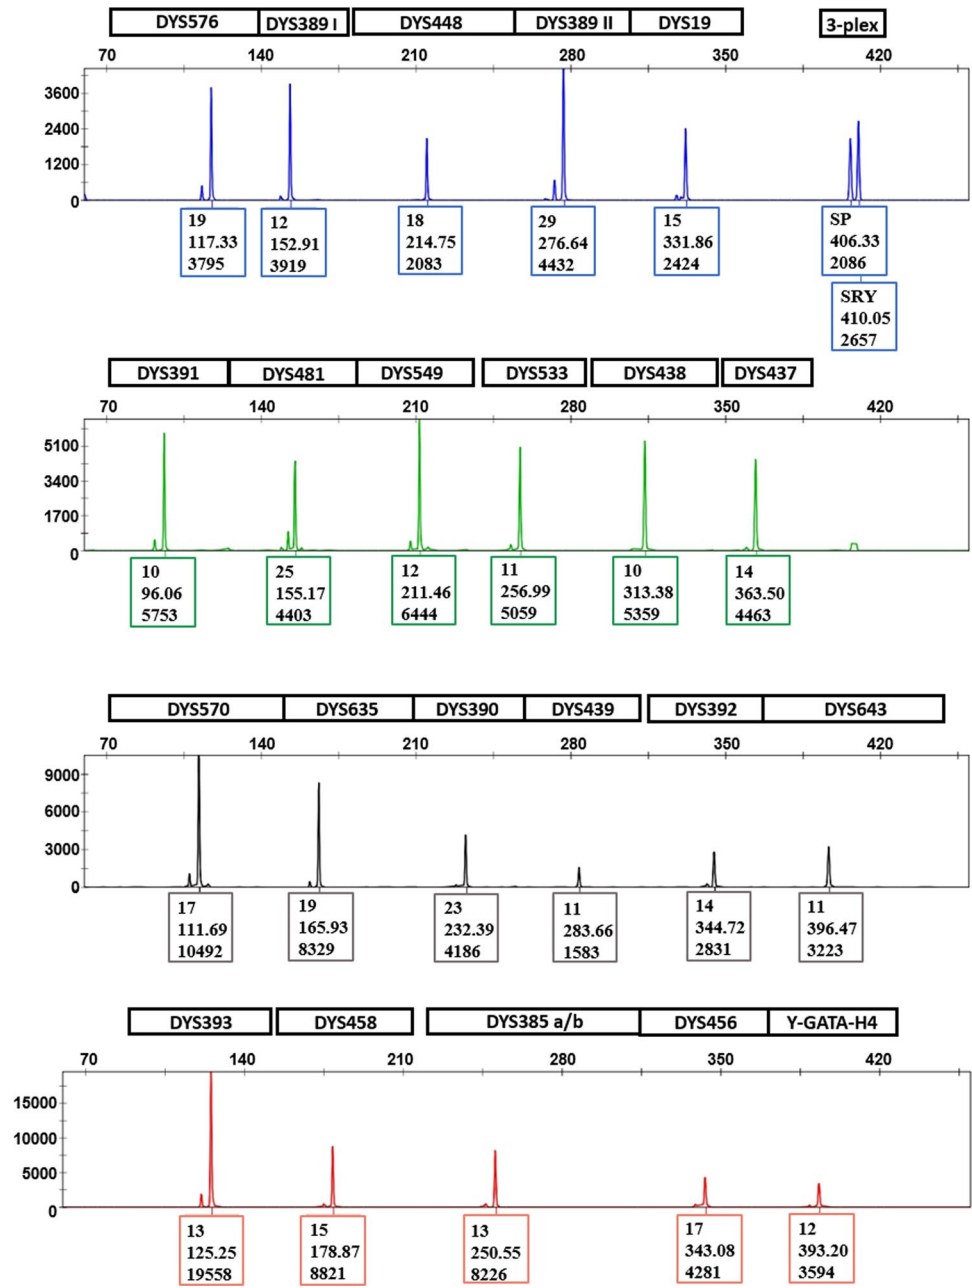 DYS576 DYS389 I DYS448 DYS389 II DYS19 3-plex
70 140 210 280 350 420
3600
2400
1200
0
19 12 18 29 15 SP
117.33 152.91 214.75 276.64 331.86 406.33
3795 3919 2083 4432 2424 2086
SRY
410.05
2657
DYS391 DYS481 DYS549 DYS533 DYS438 DYS437
70 140 210 280 350 420
5100
3400
1700
0
10 25 12 11 10 14
96.06 155.17 211.46 256.99 313.38 363.50
5753 4403 6444 5059 5359 4463
DYS570 DYS635 DYS390 DYS439 DYS392 DYS643
70 140 210 280 350 420
9000
6000
3000
0
17 19 23 11 14 11
111.69 165.93 232.39 283.66 344.72 396.47
10492 8329 4186 1583 2831 3223
DYS393 DYS458 DYS385 a/b DYS456 Y-GATA-H4
70 140 210 280 350 420
15000
10000
5000
0
13 15 13 17 12
125.25 178.87 250.55 343.08 393.20
19558 8821 8226 4281 3594